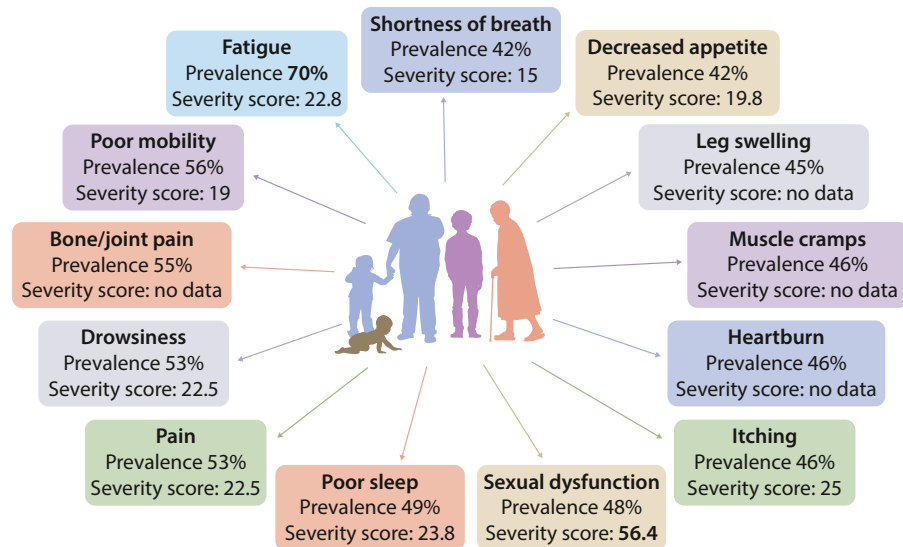 Shortness of breath
Prevalence 42%
Severity score: 15
Decreased appetite
Prevalence 42%
Severity score: 19.8
Leg swelling
Prevalence 45%
Severity score: no data
Muscle cramps
Prevalence 46%
Severity score: no data
Heartburn
Prevalence 46%
Severity score: no data
Itching
Prevalence 46%
Severity score: 25
Sexual dysfunction
Prevalence 48%
Severity score: 56.4
Poor sleep
Prevalence 49%
Severity score: 23.8
Pain
Prevalence 53%
Severity score: 22.5
Drowsiness
Prevalence 53%
Severity score: 22.5
Bone/joint pain
Prevalence 55%
Severity score: no data
Poor mobility
Prevalence 56%
Severity score: 19
Fatigue
Prevalence 70%
Severity score: 22.8